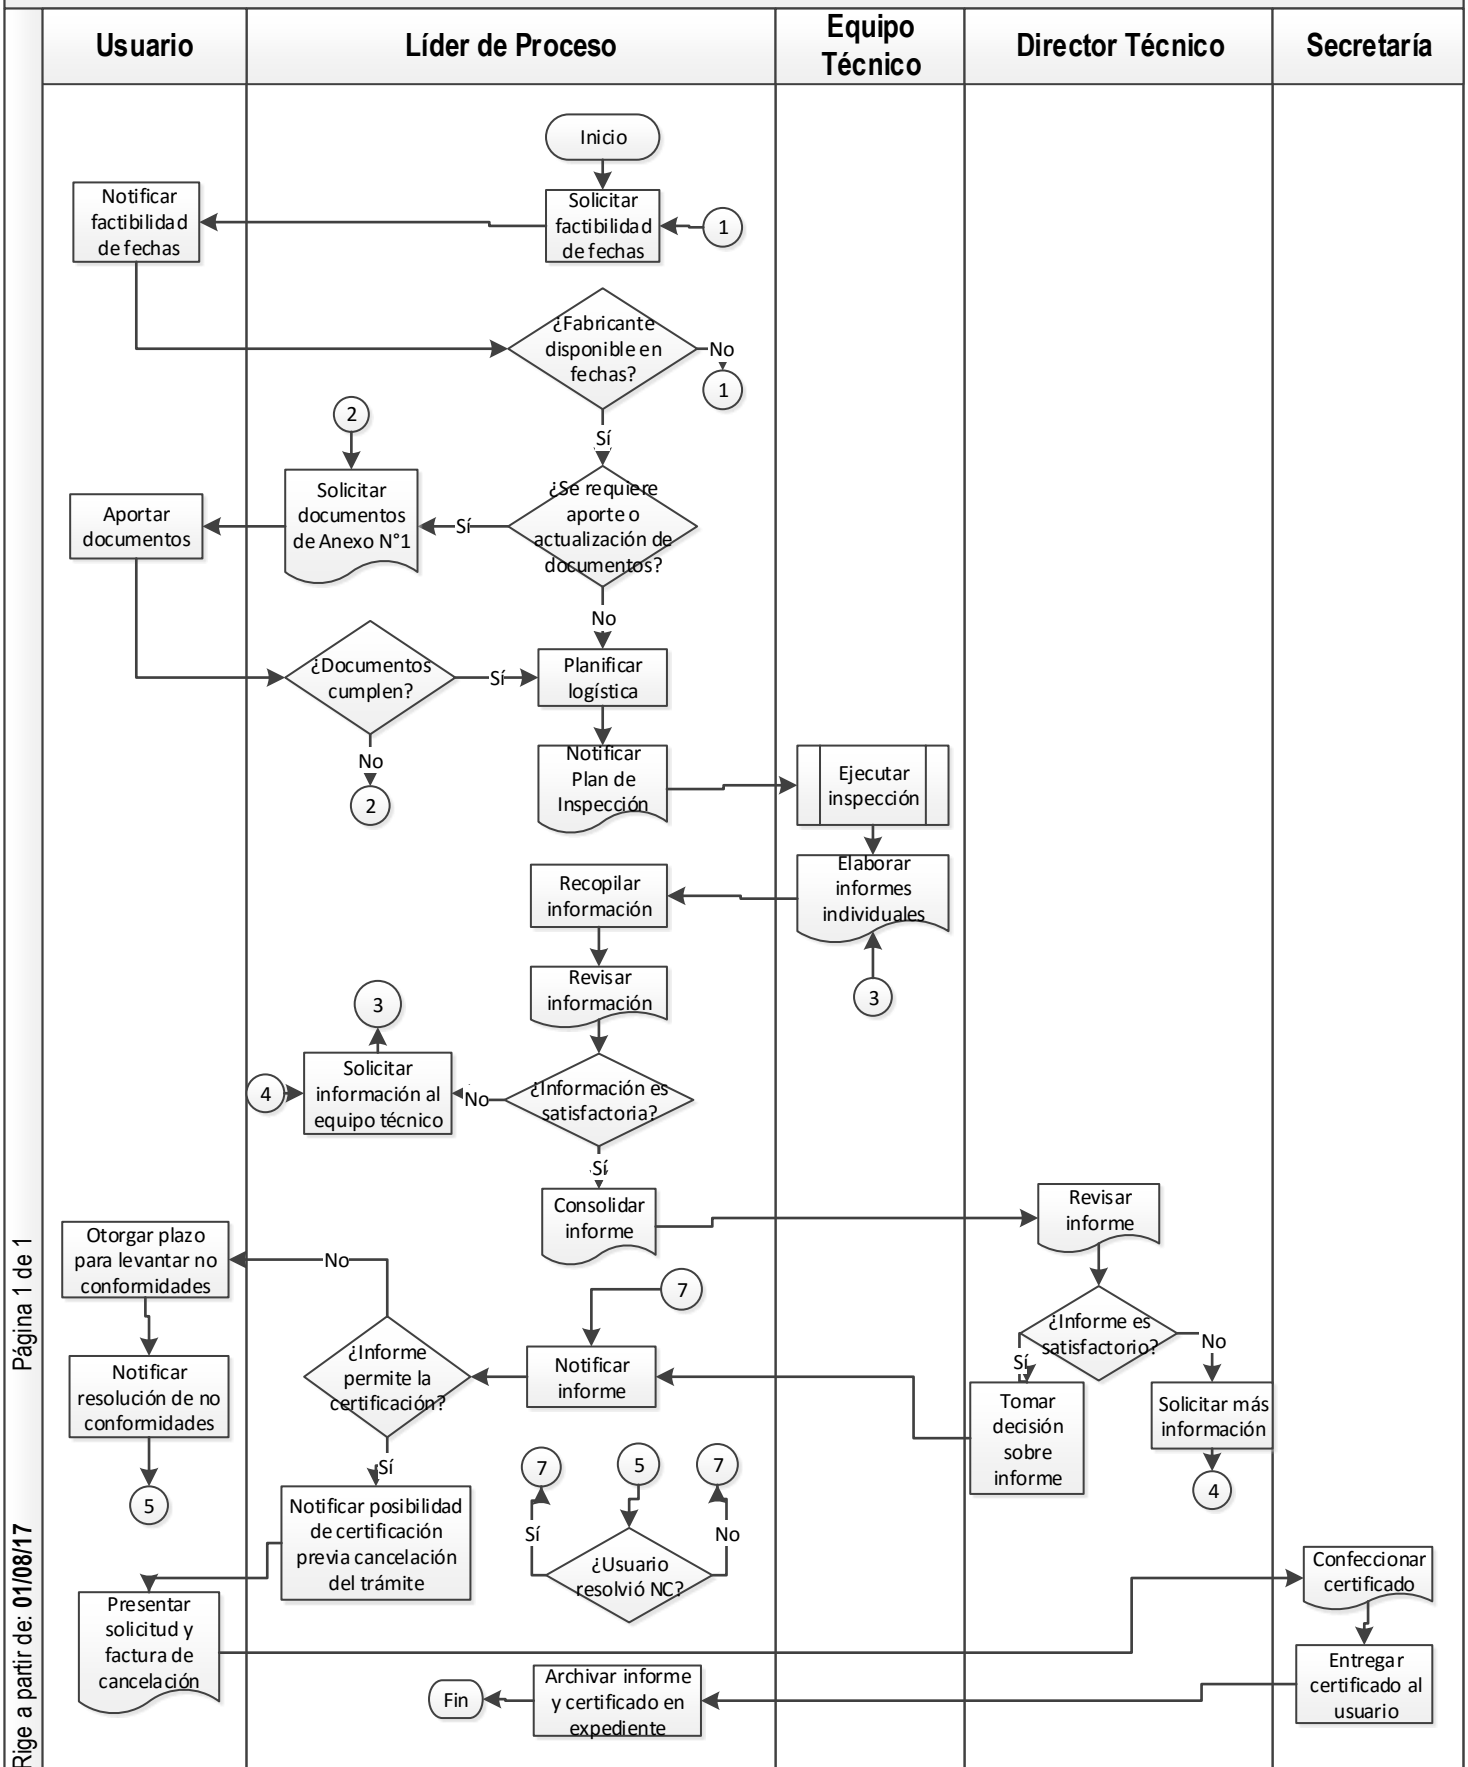 Usuario
Líder de Proceso
Equipo
Técnico
Director Técnico
Secretaría
Inicio
Notificar
factibilidad
de fechas
Solicitar
factibilidad
de fechas
1
¿Fabricante
disponible en
fechas?
No
1
Sí
2
Solicitar
documentos
de Anexo N°1
Aportar
documentos
Sí
¿Se requiere
aporte o
actualización de
documentos?
No
¿Documentos
cumplen?
Sí
Planificar
logística
No
2
Notificar
Plan de
Inspección
Ejecutar
inspección
Elaborar
informes
individuales
3
Recopilar
información
Revisar
información
3
4
Solicitar
información al
equipo técnico
No
¿Información es
satisfactoria?
Sí
Consolidar
informe
Revisar
informe
Otorgar plazo
para levantar no
conformidades
No
7
¿Informe es
satisfactorio?
Sí
No
Notificar
resolución de no
conformidades
¿Informe
permite la
certificación?
Notificar
informe
Tomar
decisión
sobre
informe
Solicitar más
información
4
5
Sí
7
5
7
Notificar posibilidad
de certificación
previa cancelación
del trámite
Sí
No
¿Usuario
resolvió NC?
Confeccionar
certificado
Presentar
solicitud y
factura de
cancelación
Entregar
certificado al
usuario
Archivar informe
y certificado en
expediente
Fin
Rige a partir de: 01/08/17
Página 1 de 1